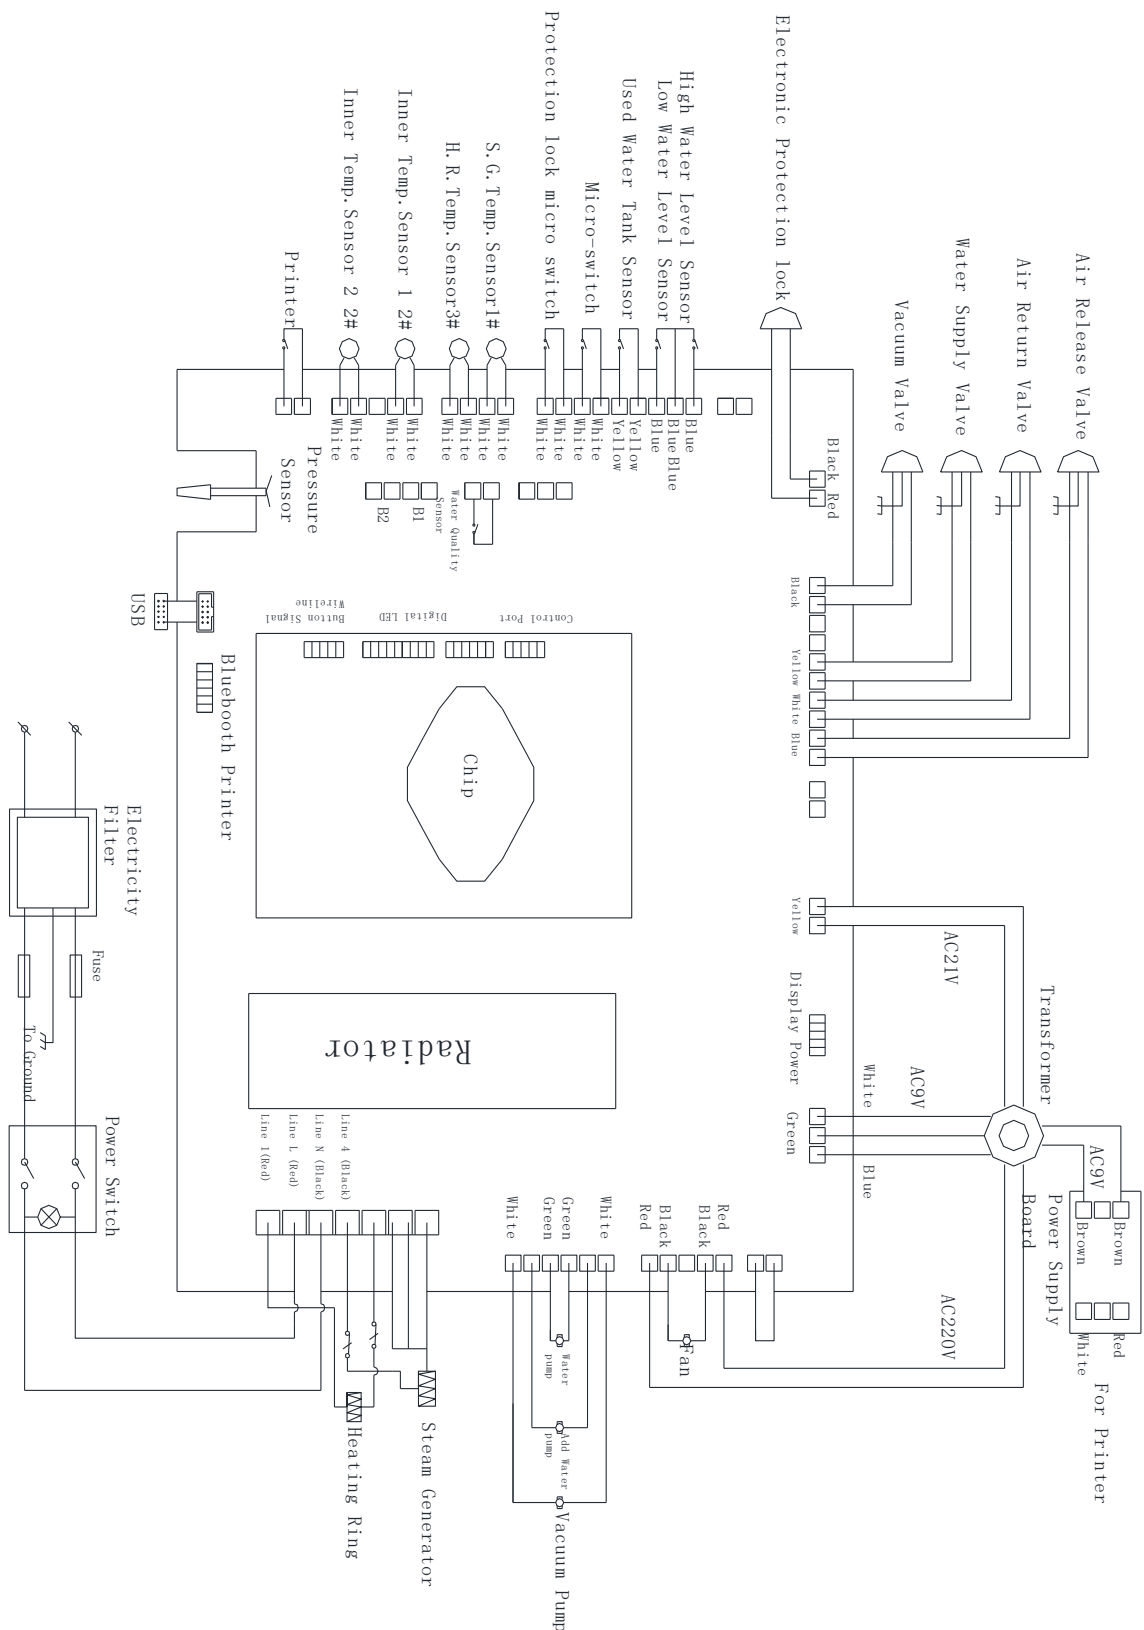 Electronic Protection lock
High Water Level Sensor
Low Water Level Sensor
Used Water Tank Sensor
Micro-switch
Protection lock micro switch
S.G.Temp.Sensor1#
H.R.Temp.Sensor3#
Inner Temp.Sensor 1 2#
Inner Temp.Sensor 2 2#
Printer
Air Release Valve
Air Return Valve
Water Supply Valve
Vacuum Valve
Black
Red
Blue
Blue
Blue
Yellow
Yellow
White
White
White
White
White
White
White
White
White
White
White
White
Pressure
Sensor
B2
B1
Water Quality
Sensor
Black
Yellow
White
Blue
USB
Bluebooth Printer
Wireline
Button Signal
Digital LED
Control Port
Chip
Electricity
Filter
Fuse
To Ground
Power Switch
Radiator
Line 1(Red)
Line L (Red)
Line N (Black)
Line 4 (Black)
Yellow
AC21V
Display Power
Transformer
White
AC9V
Green
Blue
AC9V
Power Supply
Board
Brown
Brown
Red
White
For Printer
AC220V
White
Green
Green
White
Red
Black
Black
Red
Fan
Water
pump
Add Water
pump
Vacuum Pump
Steam Generator
Heating Ring